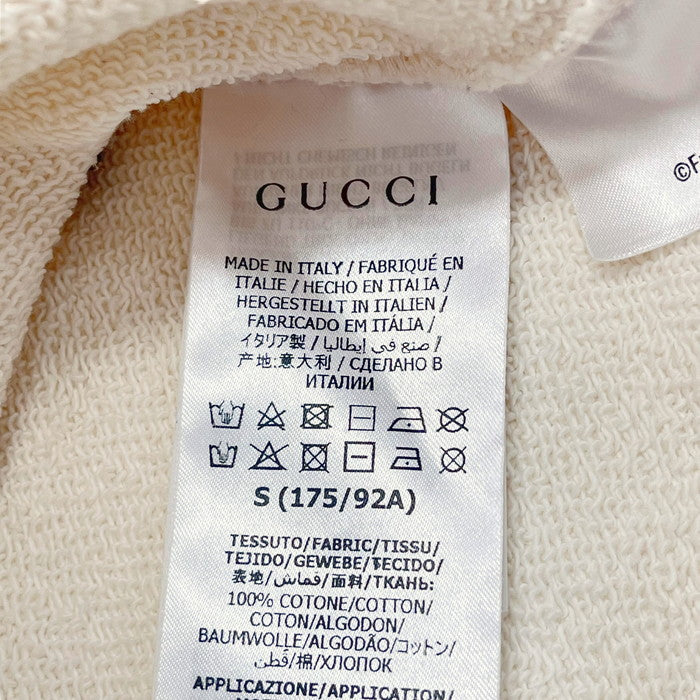 GUCCI
MADE IN ITALY / FABRIQUÉ EN
ITALIE / HECHO EN ITALIA /
HERGESTELLT IN ITALIEN /
FABRICADO EM ITÁLIA /
イタリア製 / صنع في إيطاليا /
产地:意大利 / СДЕЛАНО В
ИТАЛИИ
S (175/92A)
TESSUTO/FABRIC/TISSU/
TEJIDO/GEWEBE/TECIDO/
表地/قماش/面料/ТКАНЬ:
100% COTONE/COTTON/
COTON/ALGODON/
BAUMWOLLE/ALGODÃO/コットン/
قطن/棉/ХЛОПОК
APPLICAZIONE/APPLICATION/
©F